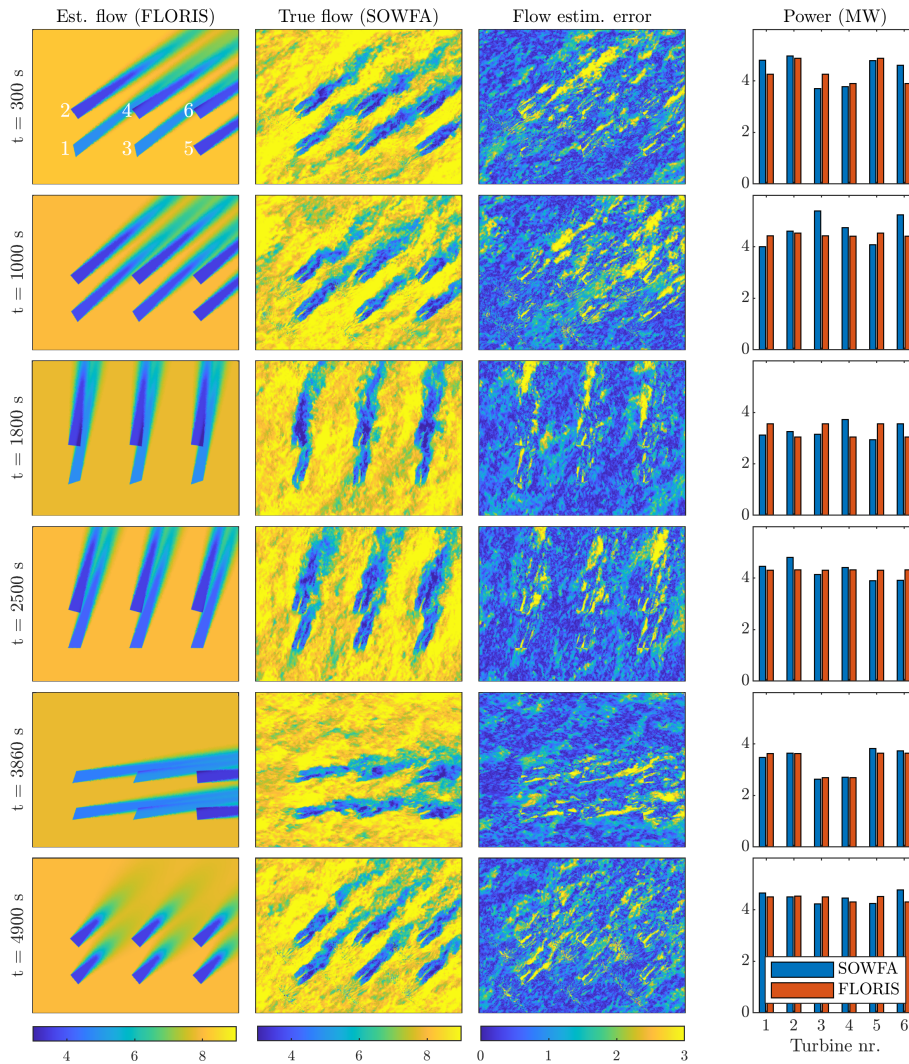 Est. flow (FLORIS) True flow (SOWFA) Flow estim. error Power (MW)
t = 300 s
2 4 6
1 3 5
4
2
0
t = 1000 s
4
2
0
t = 1800 s
4
2
0
t = 2500 s
4
2
0
t = 3860 s
4
2
0
t = 4900 s
4
2
0
SOWFA
FLORIS
4 6 8 4 6 8 0 1 2 3 1 2 3 4 5 6
Turbine nr.